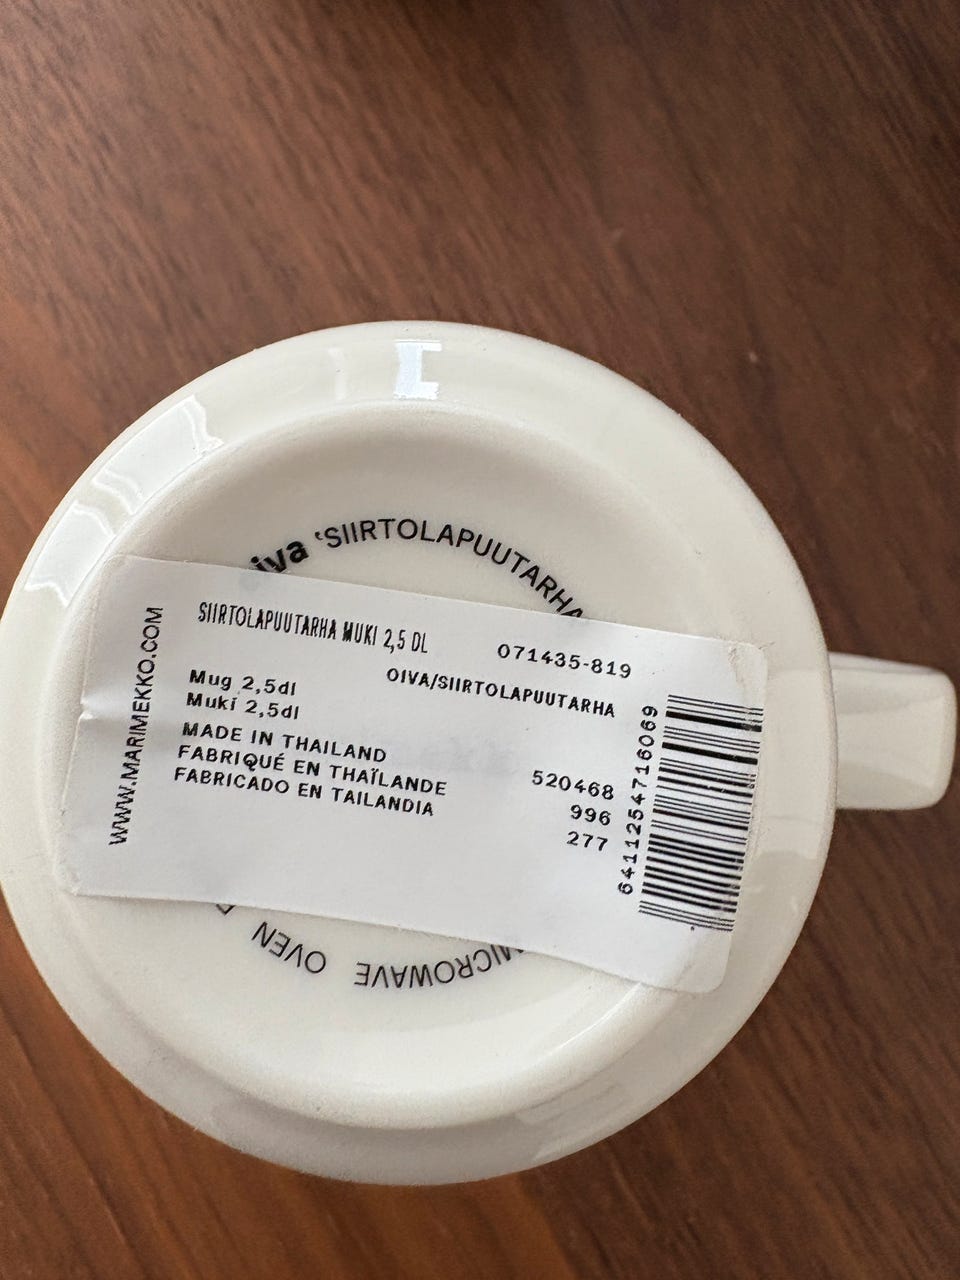 'SIIRTOLAPUUTARHA
SIIRTOLAPUUTARHA MUKI 2,5 DL
071435-819
OIVA/SIIRTOLAPUUTARHA
Mug 2,5dl
Muki 2,5dl
MADE IN THAILAND
FABRIQUÉ EN THAÏLANDE
FABRICADO EN TAILANDIA
520468
996
277
6411254716069
WWW.MARIMEKKO.COM
MICROWAVE OVEN